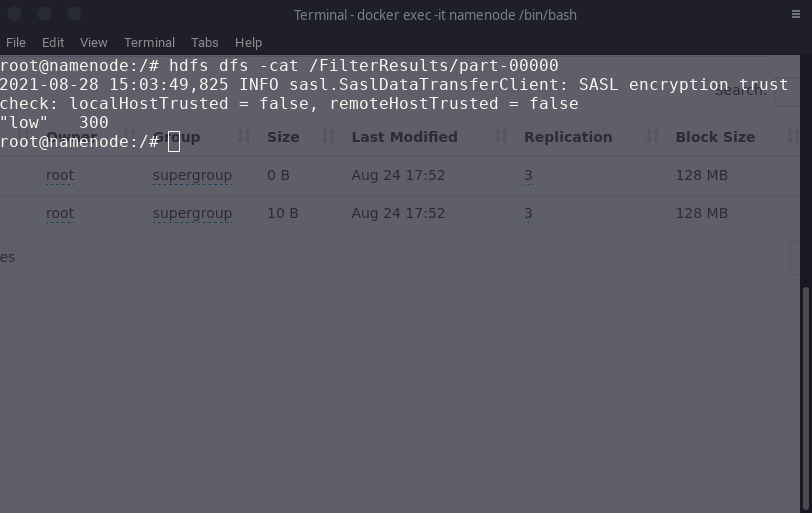 Terminal - docker exec -it namenode /bin/bash
File Edit View Terminal Tabs Help
root@namenode:/# hdfs dfs -cat /FilterResults/part-00000
2021-08-28 15:03:49,825 INFO sasl.SaslDataTransferClient: SASL encryption trust
check: localHostTrusted = false, remoteHostTrusted = false
"low"   300
root@namenode:/#
Search:
Owner Group Size Last Modified Replication Block Size
root supergroup 0 B Aug 24 17:52 3 128 MB
root supergroup 10 B Aug 24 17:52 3 128 MB
es